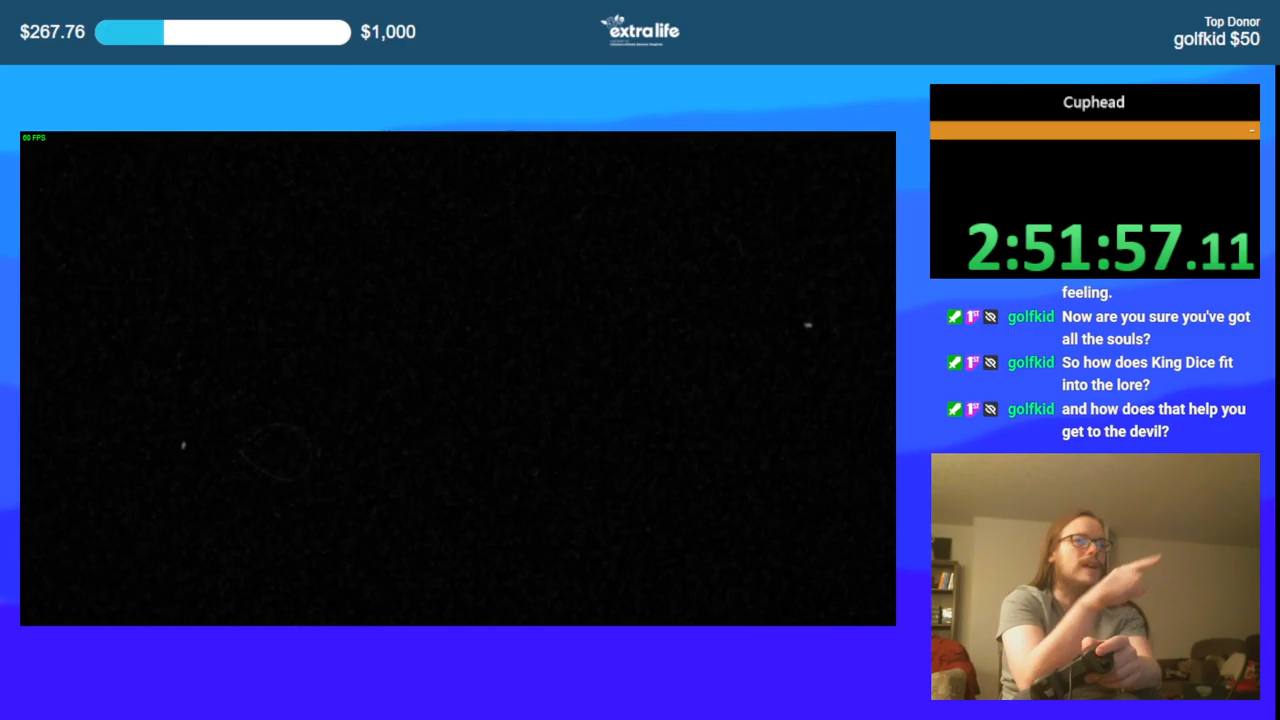 $267.76
$1,000
extralife
Top Donor
golfkid $50
60 FPS
Cuphead
-
2:51:57.11
feeling.
golfkid Now are you sure you've got
all the souls?
golfkid So how does King Dice fit
into the lore?
golfkid and how does that help you
get to the devil?